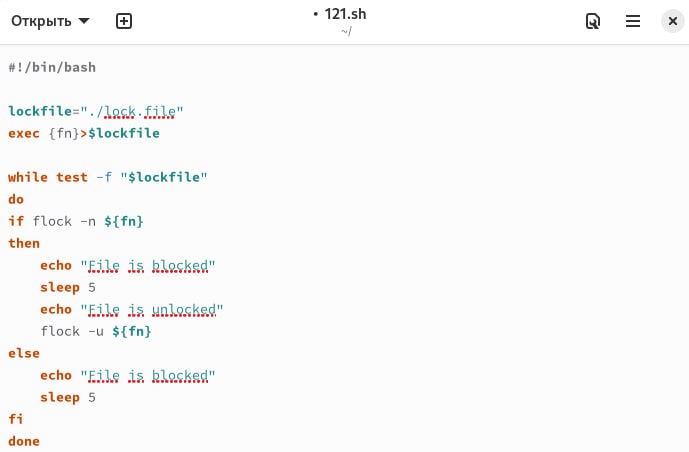 Открыть
• 121.sh
~/
#!/bin/bash
lockfile="./lock.file"
exec {fn}>$lockfile
while test -f "$lockfile"
do
if flock -n ${fn}
then
    echo "File is blocked"
    sleep 5
    echo "File is unlocked"
    flock -u ${fn}
else
    echo "File is blocked"
    sleep 5
fi
done